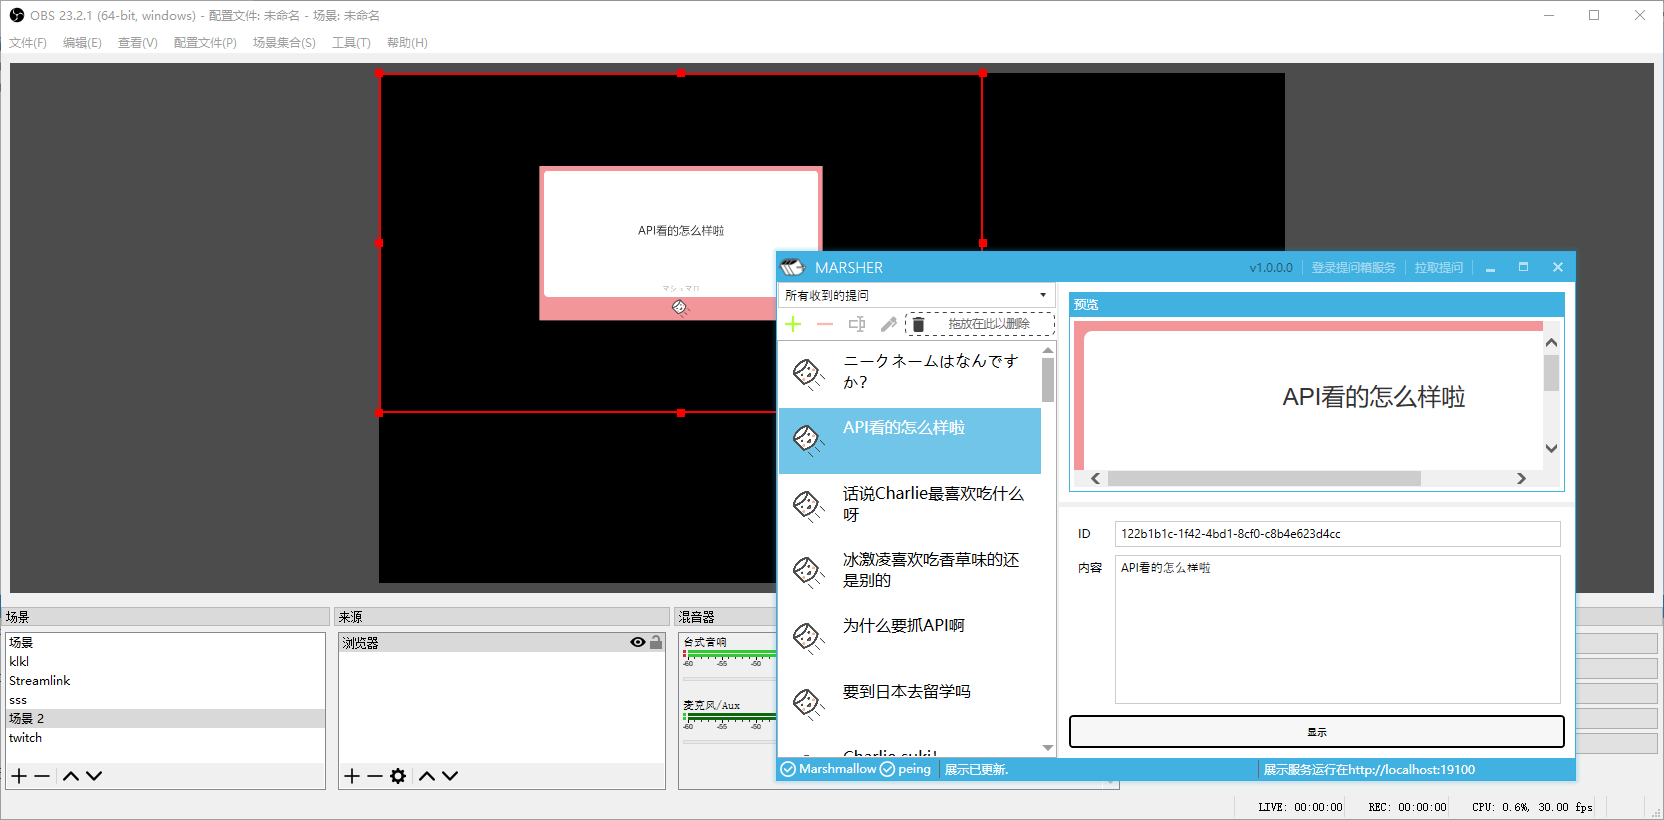 OBS 23.2.1 (64-bit, windows) - 配置文件: 未命名 - 场景: 未命名
文件(F) 编辑(E) 查看(V) 配置文件(P) 场景集合(S) 工具(T) 帮助(H)
API看的怎么样啦
マシュマロ
MARSHER
v1.0.0.0 登录提问箱服务 拉取提问
所有收到的提问
拖放在此以删除
ニークネームはなんです
か?
API看的怎么样啦
话说Charlie最喜欢吃什么
呀
冰激凌喜欢吃香草味的还
是别的
为什么要抓API啊
要到日本去留学吗
Charlie suki!
预览
API看的怎么样啦
ID 122b1b1c-1f42-4bd1-8cf0-c8b4e623d4cc
内容 API看的怎么样啦
显示
Marshmallow peing 展示已更新. 展示服务运行在http://localhost:19100
场景
场景
klkl
Streamlink
sss
场景 2
twitch
来源
浏览器
混音器
台式音响
-60 -55 -50
麦克风/Aux
-60 -55 -50
LIVE: 00:00:00 REC: 00:00:00 CPU: 0.6%, 30.00 fps